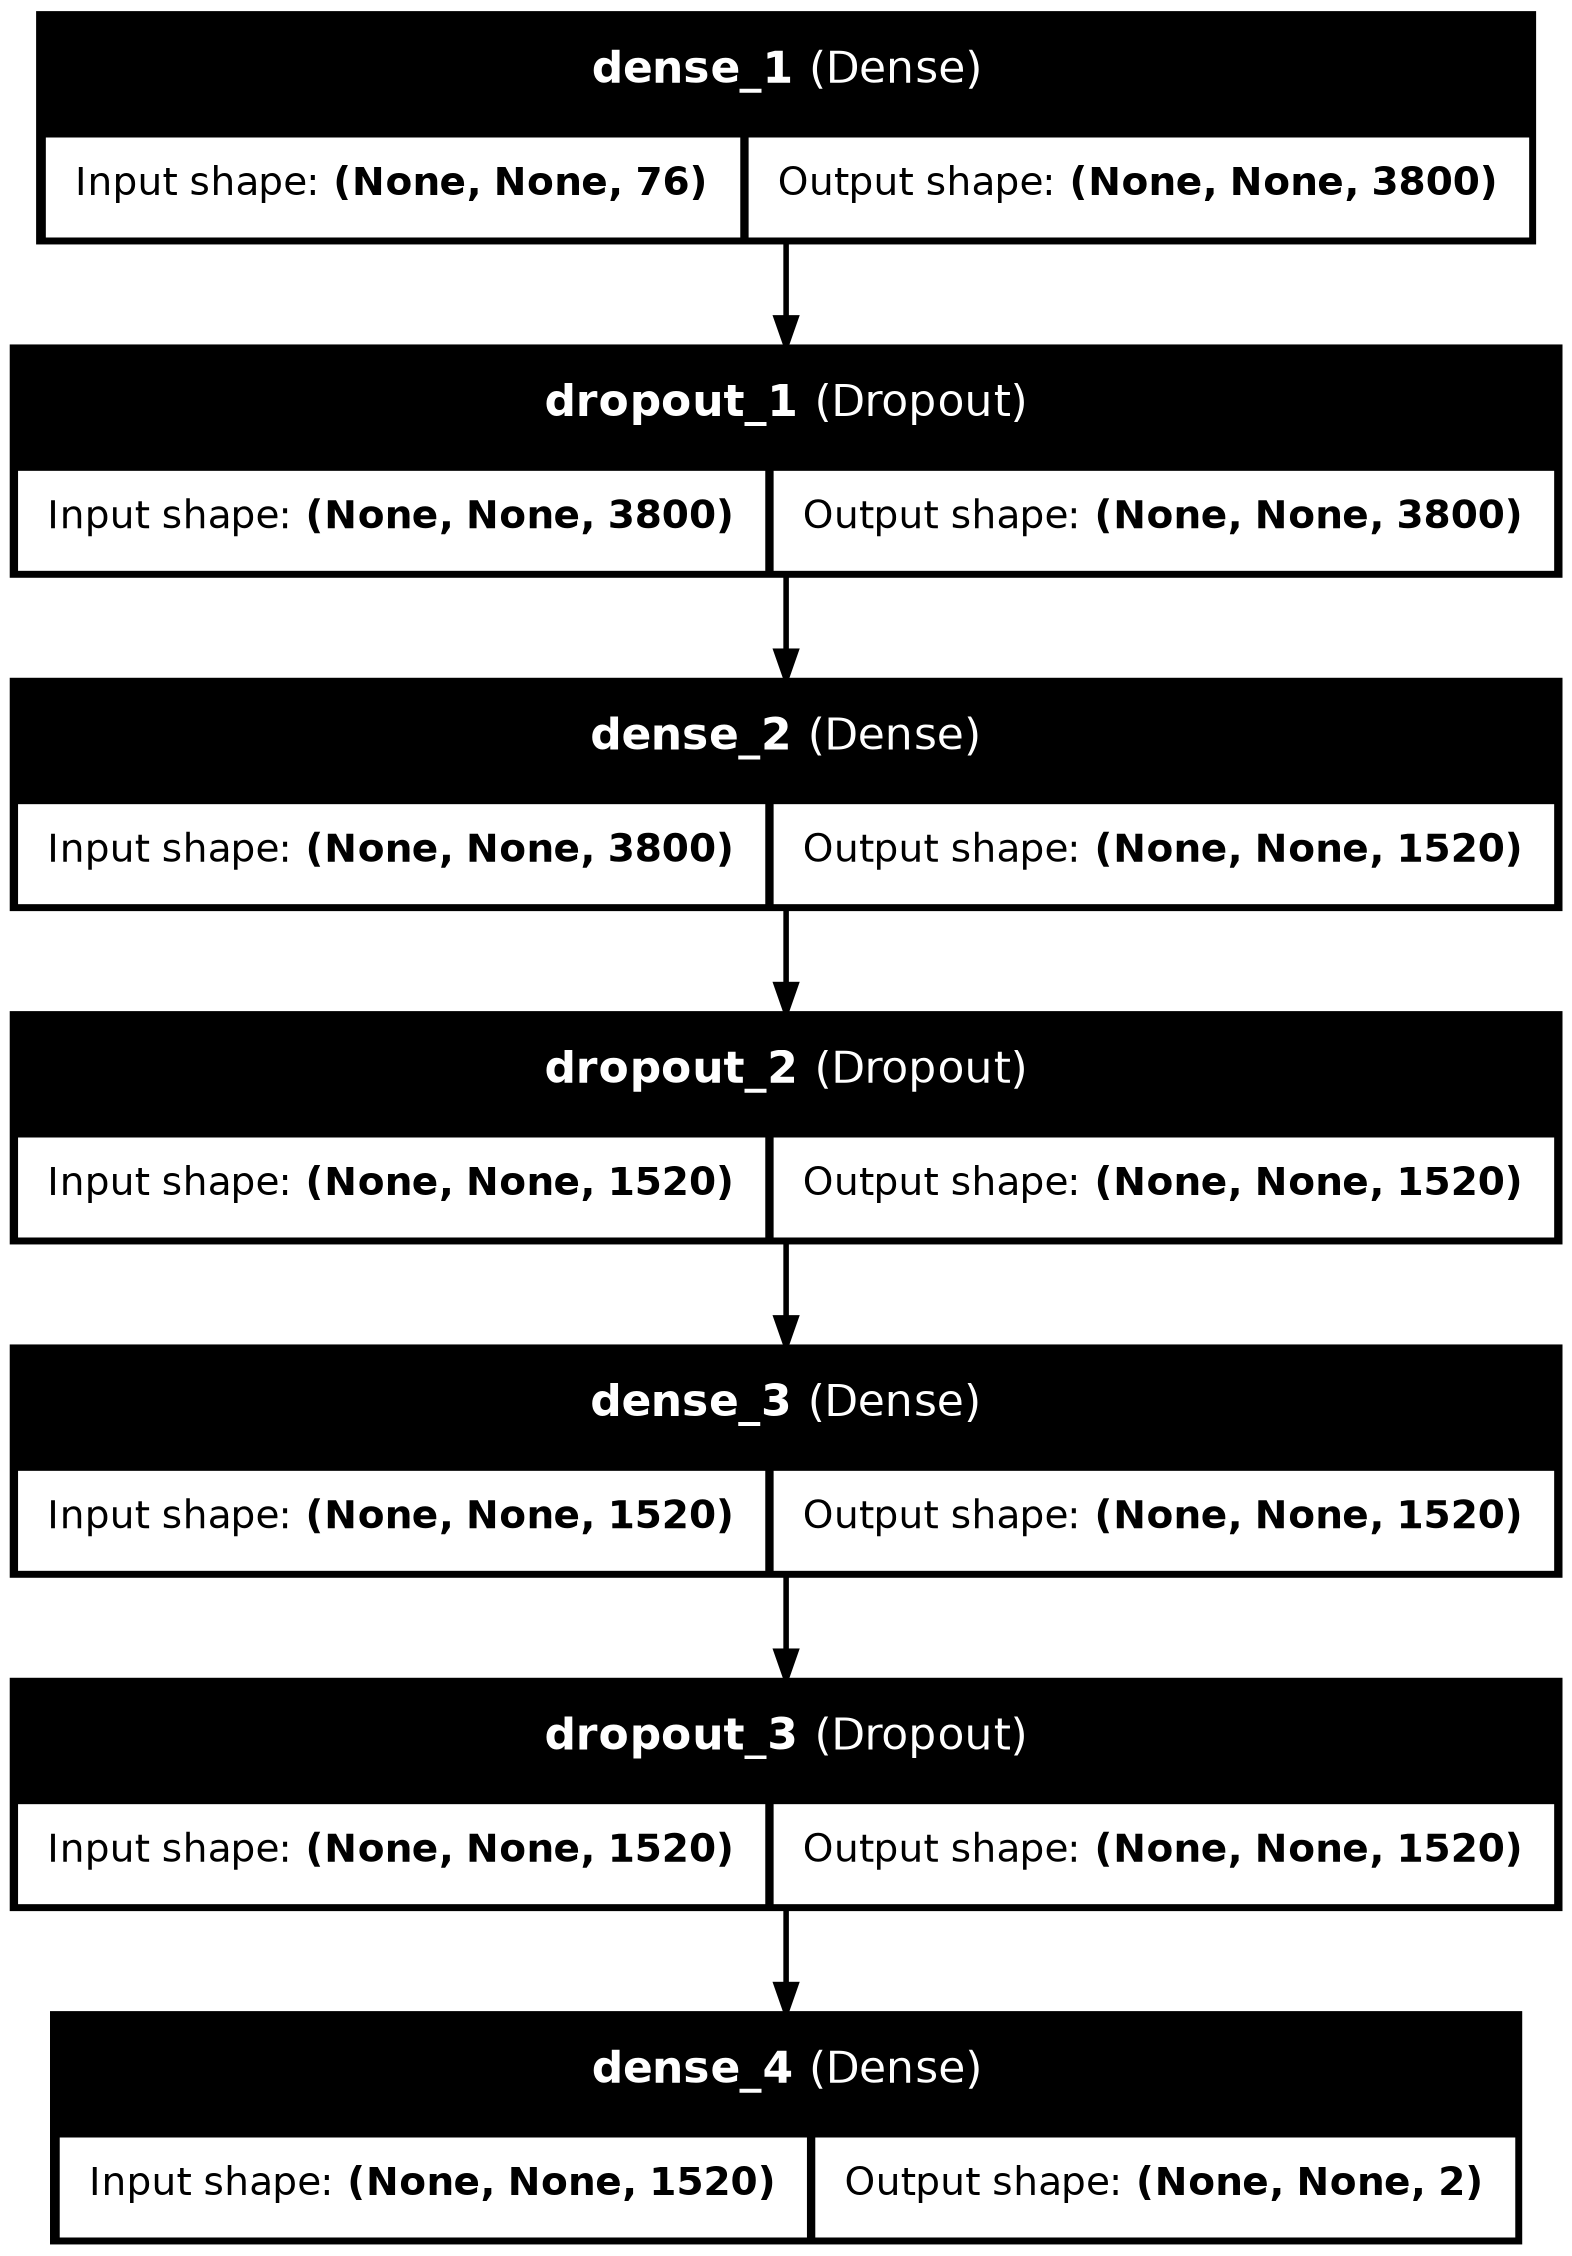 dense_1 (Dense)
Input shape: (None, None, 76) Output shape: (None, None, 3800)
dropout_1 (Dropout)
Input shape: (None, None, 3800) Output shape: (None, None, 3800)
dense_2 (Dense)
Input shape: (None, None, 3800) Output shape: (None, None, 1520)
dropout_2 (Dropout)
Input shape: (None, None, 1520) Output shape: (None, None, 1520)
dense_3 (Dense)
Input shape: (None, None, 1520) Output shape: (None, None, 1520)
dropout_3 (Dropout)
Input shape: (None, None, 1520) Output shape: (None, None, 1520)
dense_4 (Dense)
Input shape: (None, None, 1520) Output shape: (None, None, 2)